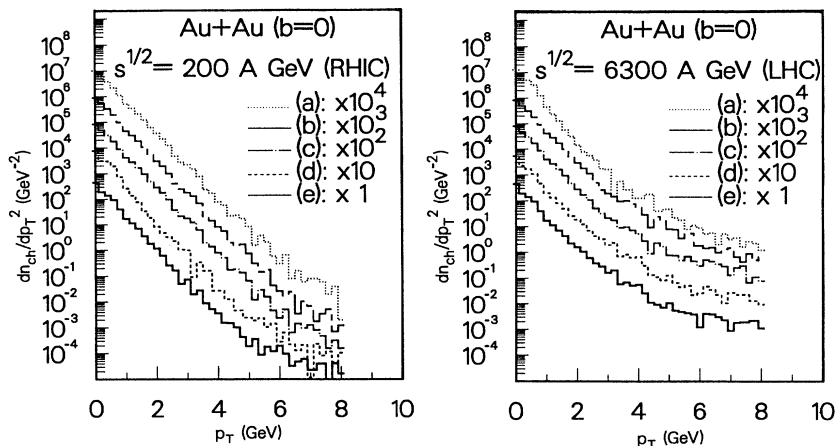 Au+Au (b=0)
s^1/2= 200 A GeV (RHIC)
(a): x10^4
(b): x10^3
(c): x10^2
(d): x10
(e): x 1
dn_ch/dp_T^2 (GeV^-2)
10^8
10^7
10^6
10^5
10^4
10^3
10^2
10^1
10^0
10^-1
10^-2
10^-3
10^-4
0 2 4 6 8 10
p_T (GeV)
Au+Au (b=0)
s^1/2= 6300 A GeV (LHC)
(a): x10^4
(b): x10^3
(c): x10^2
(d): x10
(e): x 1
dn_ch/dp_T^2 (GeV^-2)
10^8
10^7
10^6
10^5
10^4
10^3
10^2
10^1
10^0
10^-1
10^-2
10^-3
10^-4
0 2 4 6 8 10
p_T (GeV)